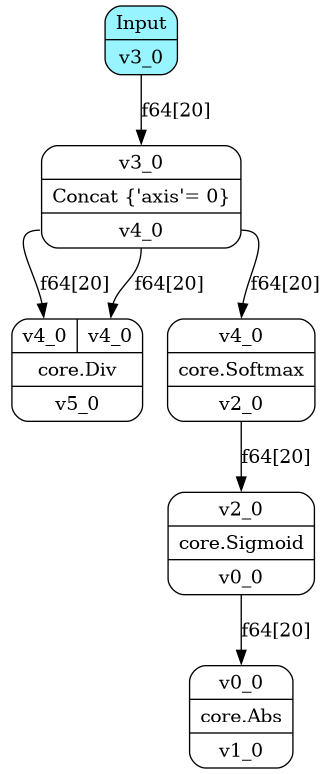 Input
v3_0
f64[20]
v3_0
Concat {'axis'= 0}
v4_0
f64[20]
f64[20]
f64[20]
v4_0
v4_0
core.Div
v5_0
v4_0
core.Softmax
v2_0
f64[20]
v2_0
core.Sigmoid
v0_0
f64[20]
v0_0
core.Abs
v1_0